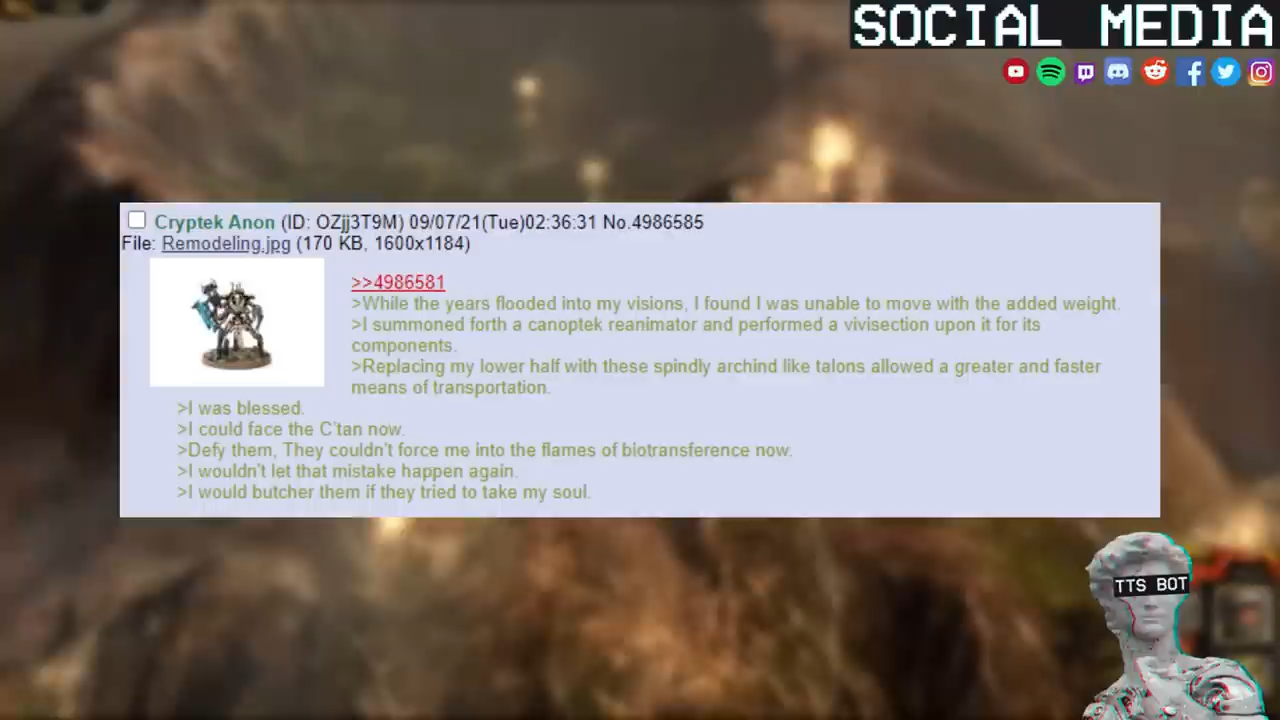 SOCIAL MEDIA
Cryptek Anon (ID: OZjj3T9M) 09/07/21(Tue)02:36:31 No.4986585
File: Remodeling.jpg (170 KB, 1600x1184)
>>4986581
>While the years flooded into my visions, I found I was unable to move with the added weight.
>I summoned forth a canoptek reanimator and performed a vivisection upon it for its
components.
>Replacing my lower half with these spindly archind like talons allowed a greater and faster
means of transportation.
>I was blessed.
>I could face the C'tan now.
>Defy them, They couldn't force me into the flames of biotransference now.
>I wouldn't let that mistake happen again.
>I would butcher them if they tried to take my soul.
TTS BOT